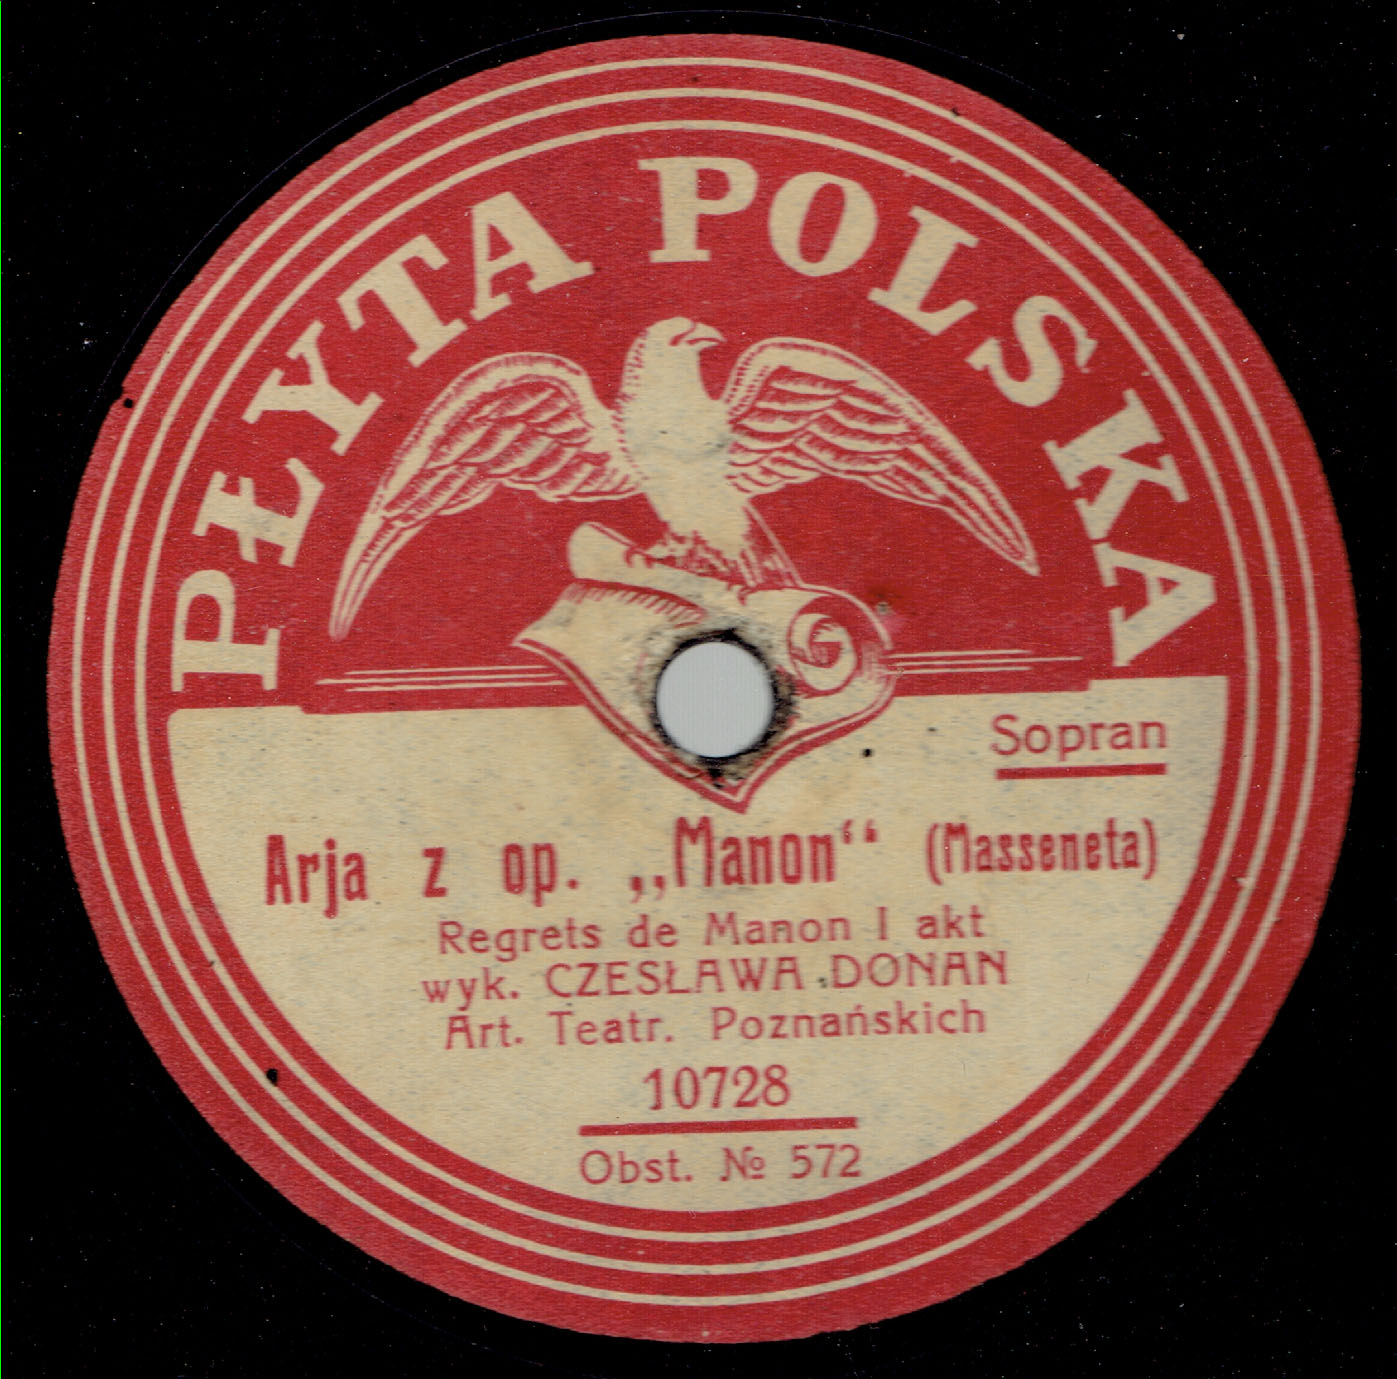 PŁYTA POLSKA
Sopran
Arja z op. „Manon“ (Masseneta)
Regrets de Manon I akt
wyk. CZESŁAWA DONAN
Art. Teatr. Poznańskich
10728
Obst. № 572